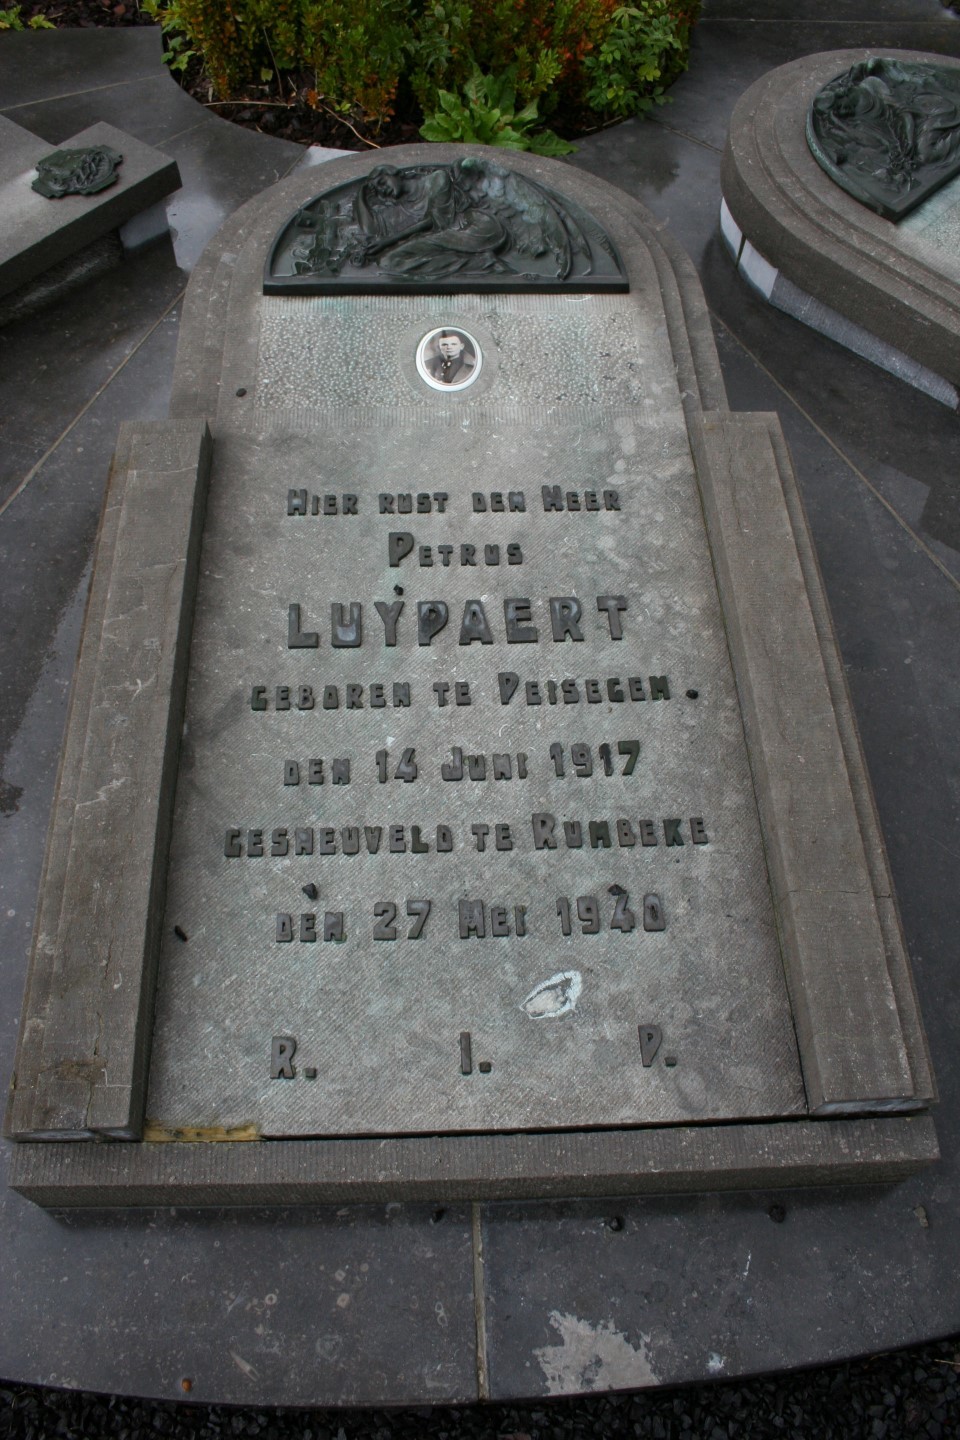 HIER RUST DEN HEER
PETRUS
LUYPAERT
GEBOREN TE PEISEGEM
DEN 14 JUNI 1917
GESNEUVELD TE RUMBEKE
DEN 27 MEI 1940
R. I. P.